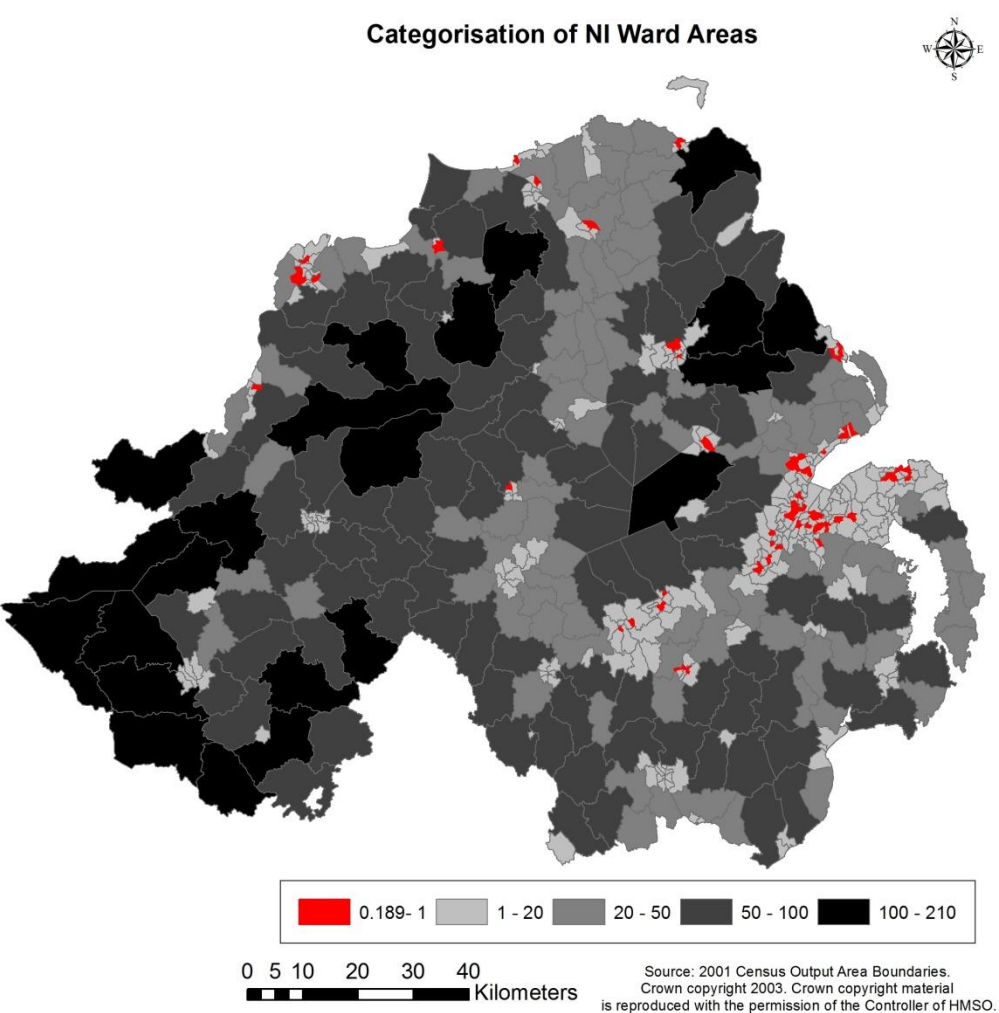 Categorisation of NI Ward Areas
N
W E
S
0.189- 1 1 - 20 20 - 50 50 - 100 100 - 210
0 5 10 20 30 40
Kilometers
Source: 2001 Census Output Area Boundaries.
Crown copyright 2003. Crown copyright material
is reproduced with the permission of the Controller of HMSO.